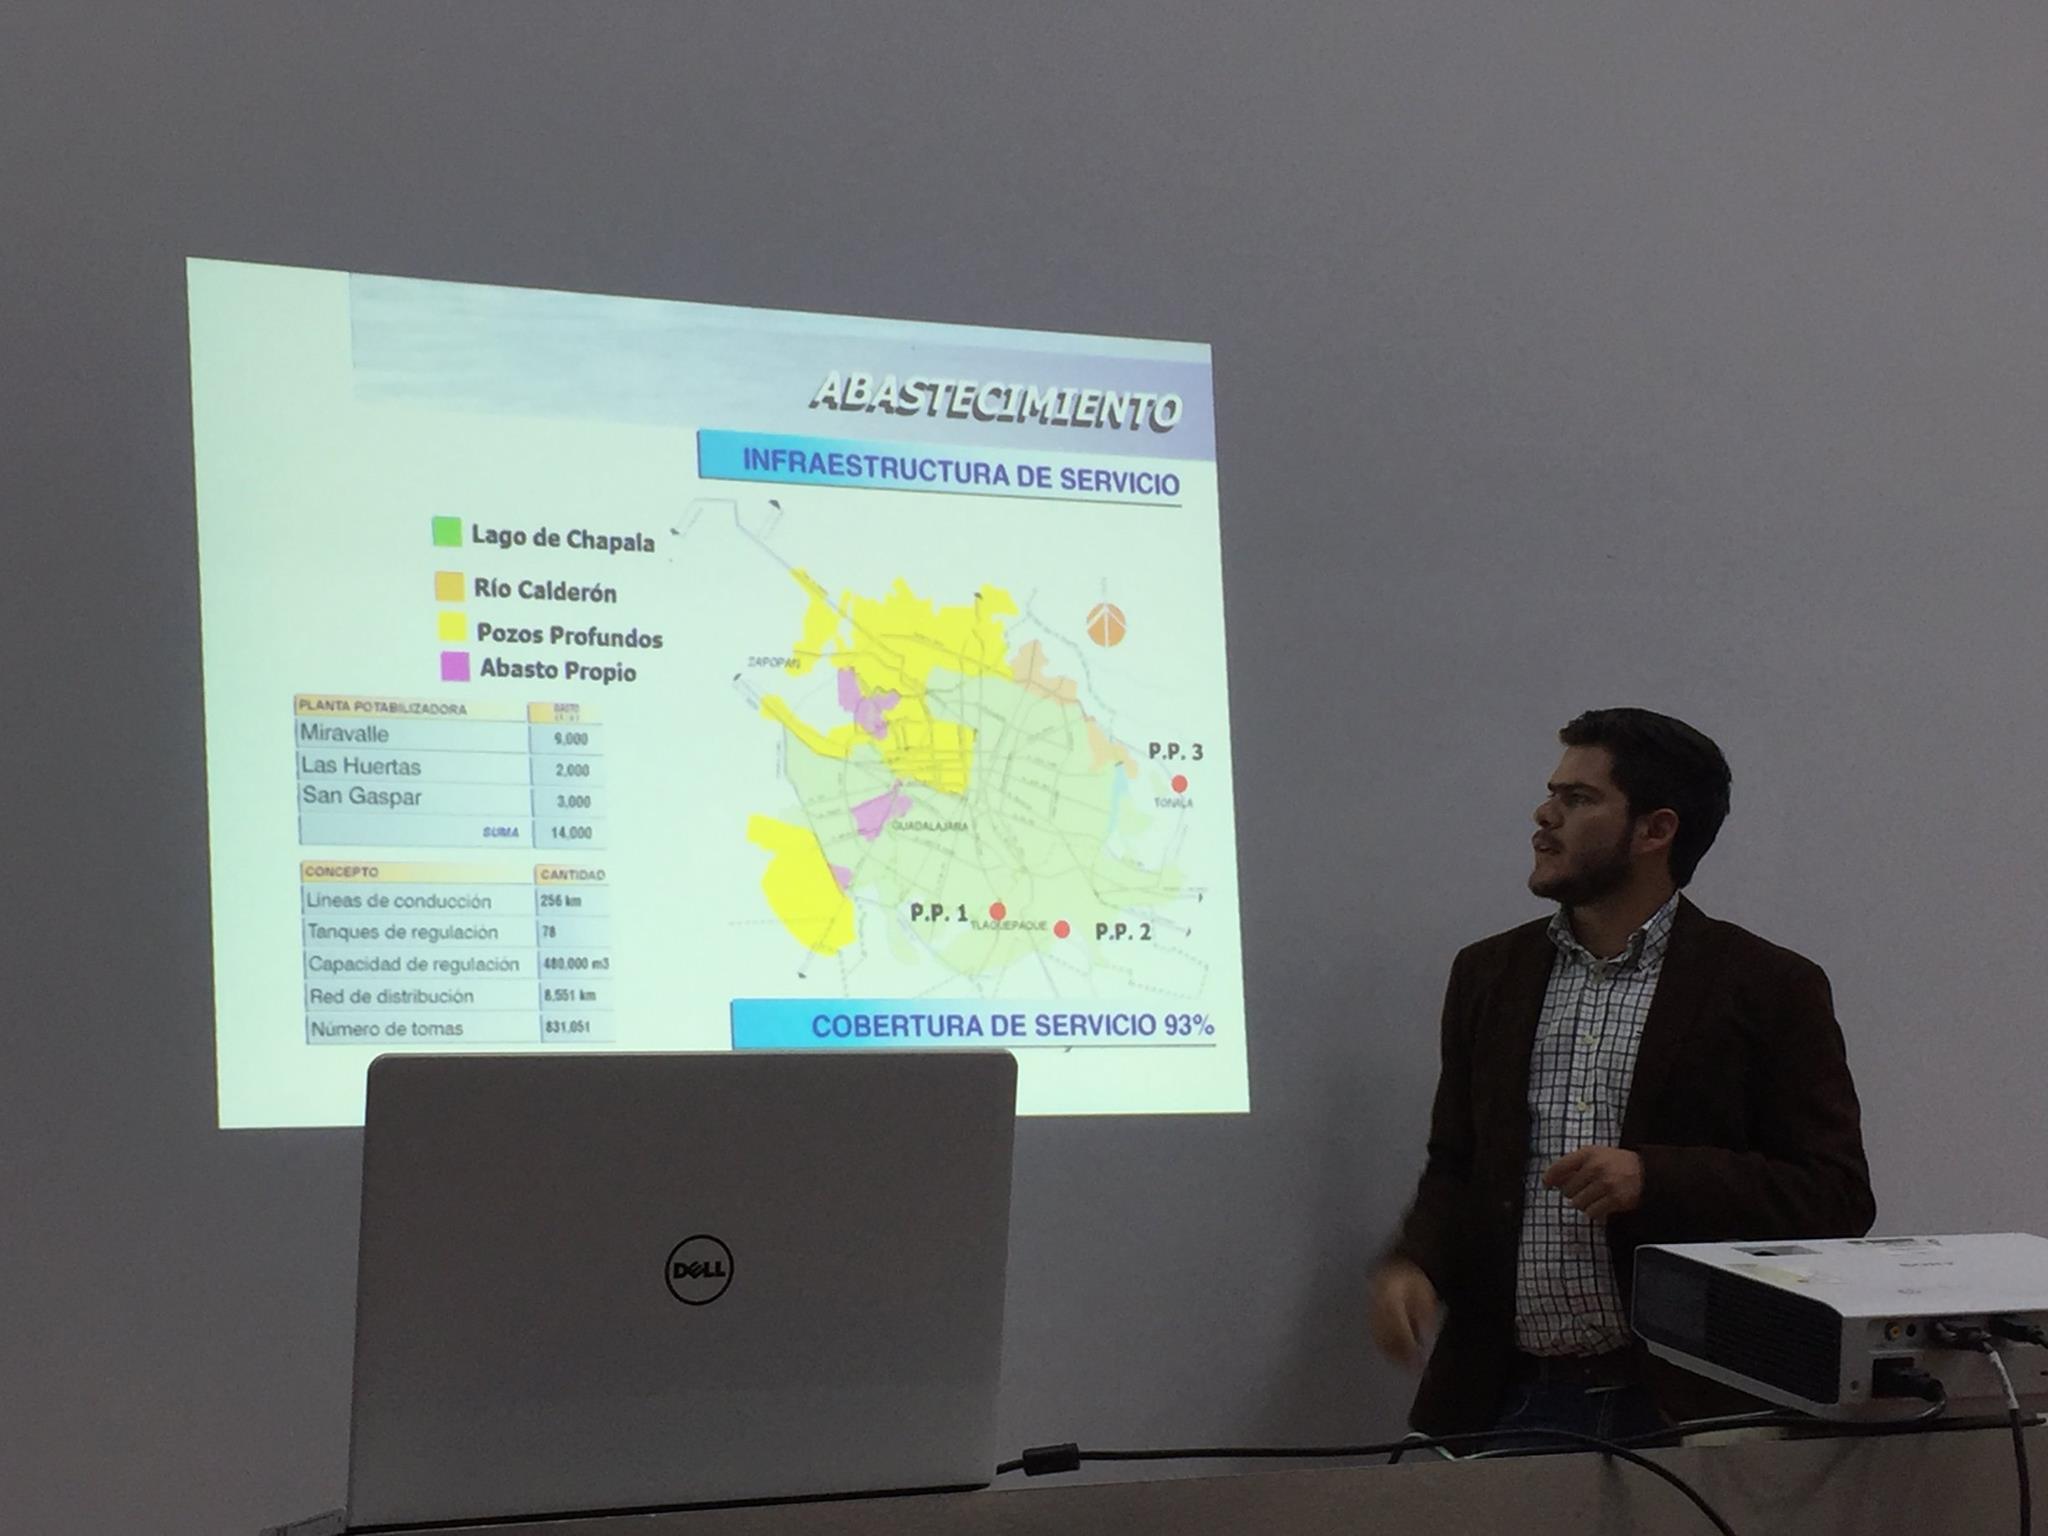 ABASTECIMIENTO
INFRAESTRUCTURA DE SERVICIO
Lago de Chapala
Río Calderón
Pozos Profundos
Abasto Propio
PLANTA POTABILIZADORA
Miravalle 9,000
Las Huertas 2,000
San Gaspar 3,000
SUMA 14,000
CONCEPTO CANTIDAD
Líneas de conducción 256 km
Tanques de regulación 78
Capacidad de regulación 480,000 m3
Red de distribución 8,551 km
Número de tomas 831,051
ZAPOPAN
P.P. 3
TONALA
GUADALAJARA
P.P. 1
TLAQUEPAQUE
P.P. 2
COBERTURA DE SERVICIO 93%
DELL
SONY